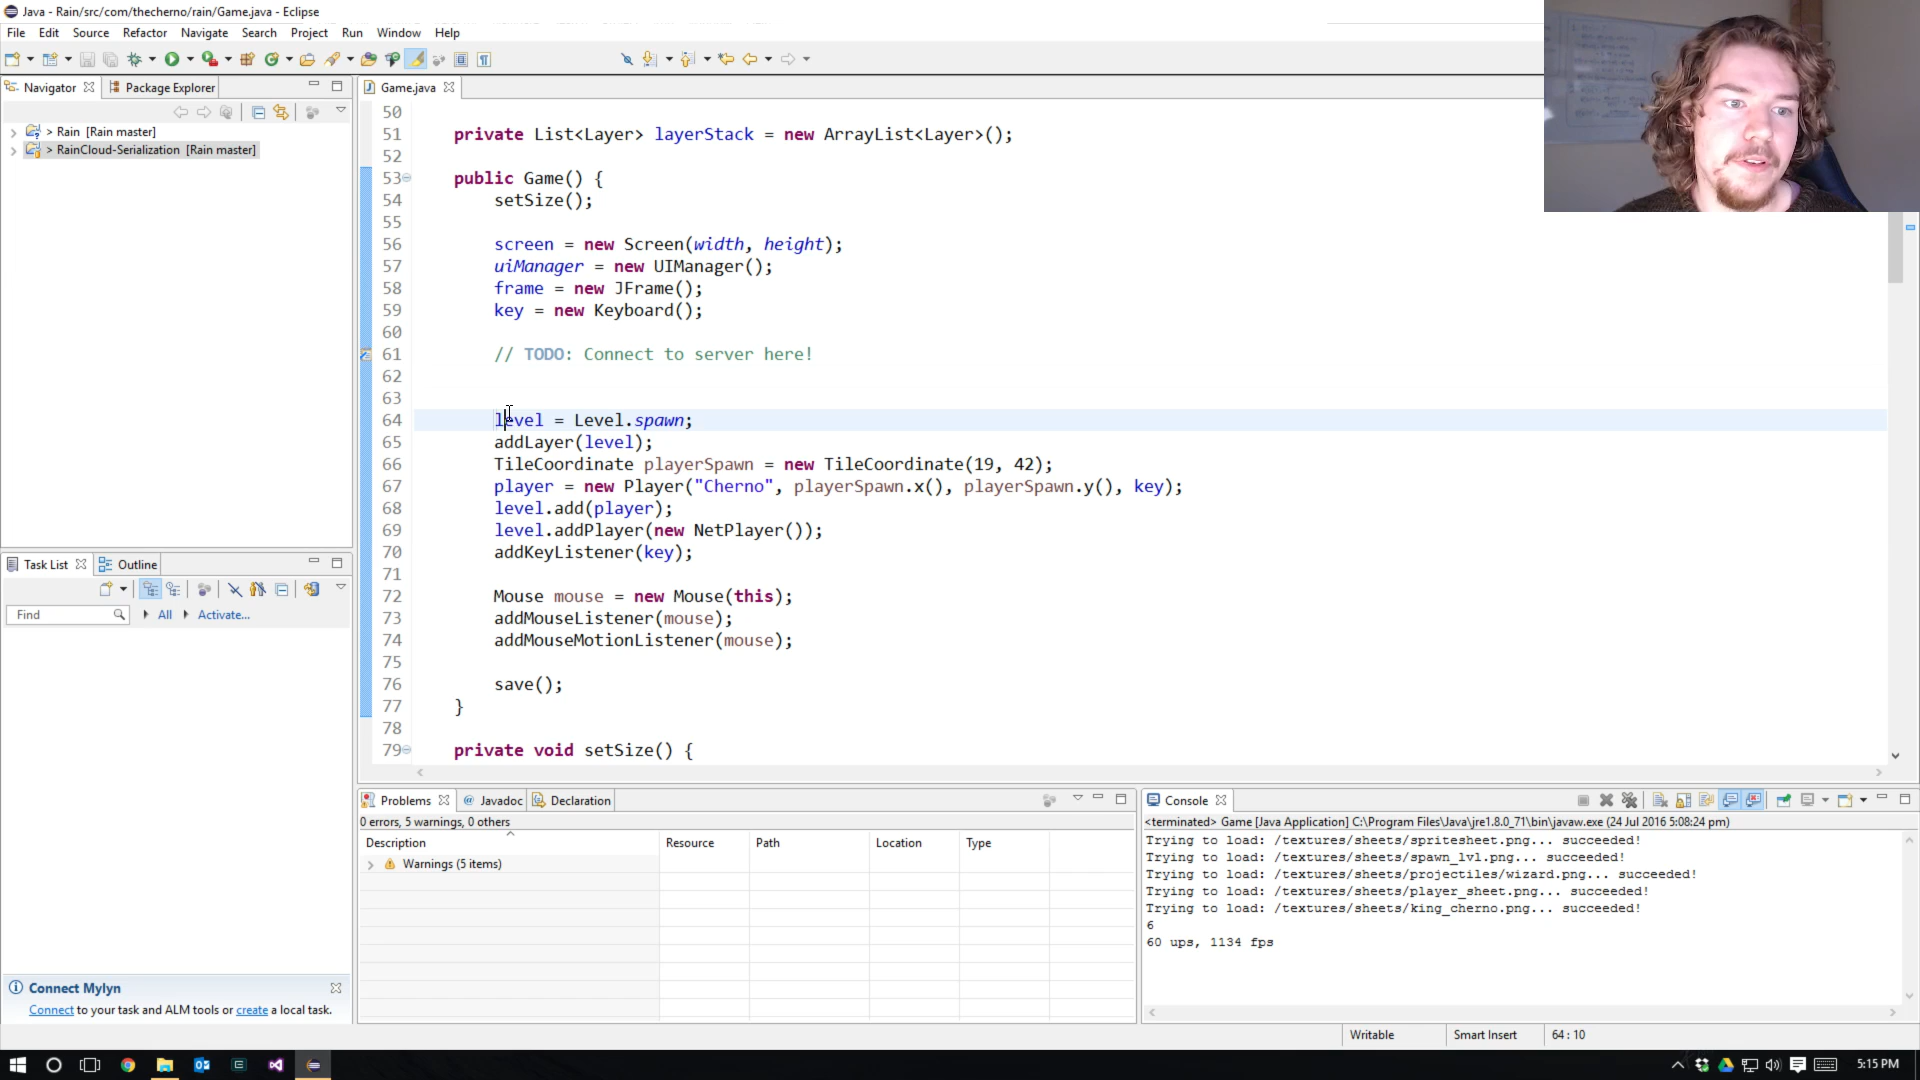 Java - Rain/src/com/thecherno/rain/Game.java - Eclipse
File Edit Source Refactor Navigate Search Project Run Window Help
Navigator Package Explorer
> Rain [Rain master]
> RainCloud-Serialization [Rain master]
Game.java
50
51 private List<Layer> layerStack = new ArrayList<Layer>();
52
53 public Game() {
54 setSize();
55
56 screen = new Screen(width, height);
57 uiManager = new UIManager();
58 frame = new JFrame();
59 key = new Keyboard();
60
61 // TODO: Connect to server here!
62
63
64 level = Level.spawn;
65 addLayer(level);
66 TileCoordinate playerSpawn = new TileCoordinate(19, 42);
67 player = new Player("Cherno", playerSpawn.x(), playerSpawn.y(), key);
68 level.add(player);
69 level.addPlayer(new NetPlayer());
70 addKeyListener(key);
71
72 Mouse mouse = new Mouse(this);
73 addMouseListener(mouse);
74 addMouseMotionListener(mouse);
75
76 save();
77 }
78
79 private void setSize() {
Task List Outline
Find All Activate...
Connect Mylyn
Connect to your task and ALM tools or create a local task.
Problems @ Javadoc Declaration
0 errors, 5 warnings, 0 others
Description Resource Path Location Type
Warnings (5 items)
Console
<terminated> Game [Java Application] C:\Program Files\Java\jre1.8.0_71\bin\javaw.exe (24 Jul 2016 5:08:24 pm)
Trying to load: /textures/sheets/spritesheet.png... succeeded!
Trying to load: /textures/sheets/spawn_lvl.png... succeeded!
Trying to load: /textures/sheets/projectiles/wizard.png... succeeded!
Trying to load: /textures/sheets/player_sheet.png... succeeded!
Trying to load: /textures/sheets/king_cherno.png... succeeded!
6
60 ups, 1134 fps
Writable Smart Insert 64 : 10
5:15 PM